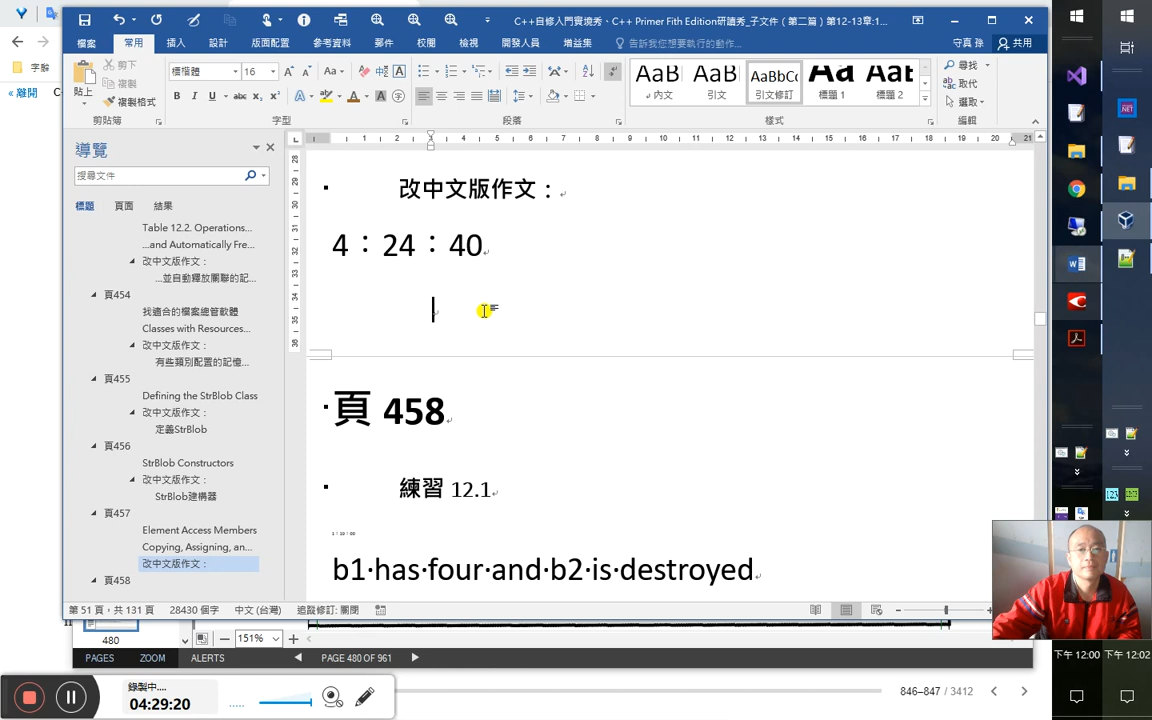 C++自修入門實境秀、C++ Primer Fith Edition研讀秀_子文件（第二篇）第12-13章:1...
檔案
常用
插入
設計
版面配置
參考資料
郵件
校閱
檢視
開發人員
增益集
告訴我您想要執行的動作...
守真 孫
共用
字齡
« 離開
貼上
剪下
複製
複製格式
剪貼簿
標楷體
16
字型
段落
AaB
AaB
AaBbCc
Aa
Aat
內文
引文
引文修訂
標題 1
標題 2
樣式
尋找
取代
選取
編輯
導覽
搜尋文件
標題
頁面
結果
Table 12.2. Operations...
...and Automatically Fre...
改中文版作文：
...並自動釋放關聯的記...
頁454
找適合的檔案總管軟體
Classes with Resources...
改中文版作文：
有些類別配置的記憶...
頁455
Defining the StrBlob Class
改中文版作文：
定義StrBlob
頁456
StrBlob Constructors
改中文版作文：
StrBlob建構器
頁457
Element Access Members
Copying, Assigning, an...
改中文版作文：
頁458
改中文版作文：
4：24：40
頁 458
練習 12.1
b1·has·four·and·b2·is·destroyed
第 51 頁，共 131 頁
28430 個字
中文 (台灣)
追蹤修訂: 關閉
480
151%
PAGES
ZOOM
ALERTS
PAGE 480 OF 961
錄製中....
04:29:20
846–847 / 3412
下午 12:00
下午 12:02